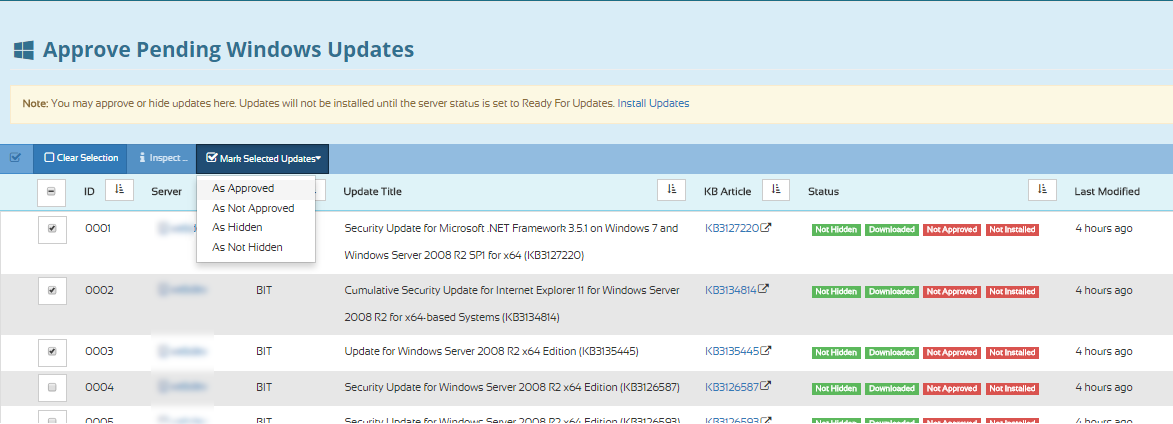 Approve Pending Windows Updates
Note: You may approve or hide updates here. Updates will not be installed until the server status is set to Ready For Updates. Install Updates
Clear Selection Inspect ... Mark Selected Updates
ID Server Update Title KB Article Status Last Modified
As Approved
As Not Approved
As Hidden
As Not Hidden
0001 Security Update for Microsoft .NET Framework 3.5.1 on Windows 7 and KB3127220 Not Hidden Downloaded Not Approved Not Installed 4 hours ago
Windows Server 2008 R2 SP1 for x64 (KB3127220)
0002 BIT Cumulative Security Update for Internet Explorer 11 for Windows Server KB3134814 Not Hidden Downloaded Not Approved Not Installed 4 hours ago
2008 R2 for x64-based Systems (KB3134814)
0003 BIT Update for Windows Server 2008 R2 x64 Edition (KB3135445) KB3135445 Not Hidden Downloaded Not Approved Not Installed 4 hours ago
0004 BIT Security Update for Windows Server 2008 R2 x64 Edition (KB3126587) KB3126587 Not Hidden Downloaded Not Approved Not Installed 4 hours ago
0005 BIT Security Update for Windows Server 2008 R2 x64 Edition (KB3126593) KB3126593 Not Hidden Downloaded Not Approved Not Installed 4 hours ago